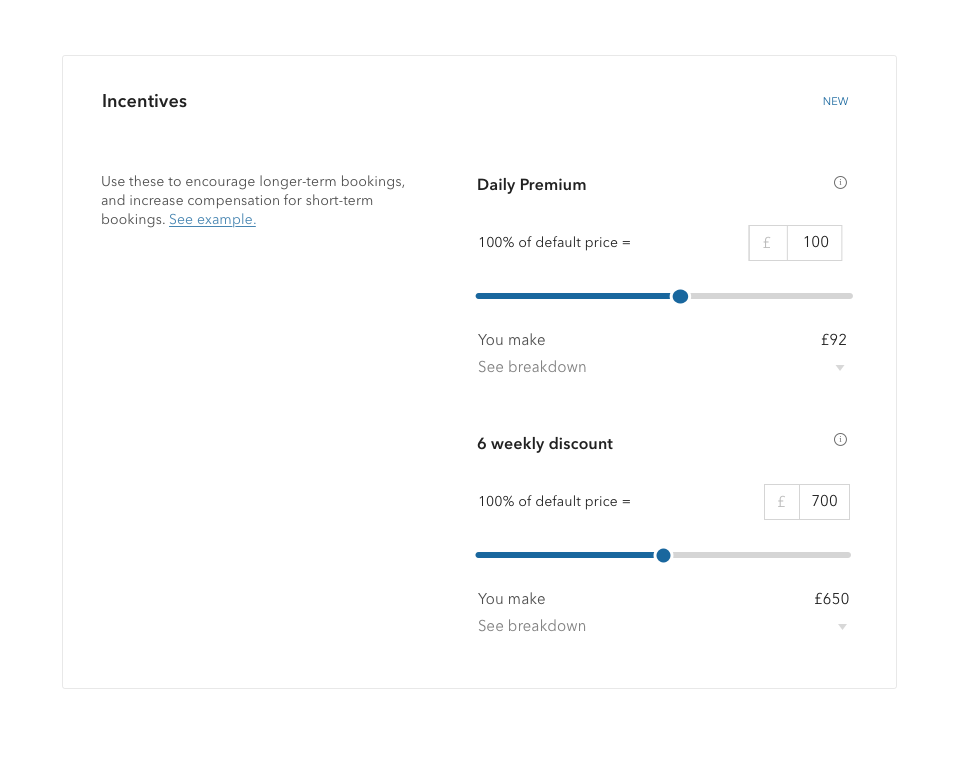 Incentives
NEW
Use these to encourage longer-term bookings,
and increase compensation for short-term
bookings. See example.
Daily Premium
100% of default price =
£ 100
You make
£92
See breakdown
6 weekly discount
100% of default price =
£ 700
You make
£650
See breakdown